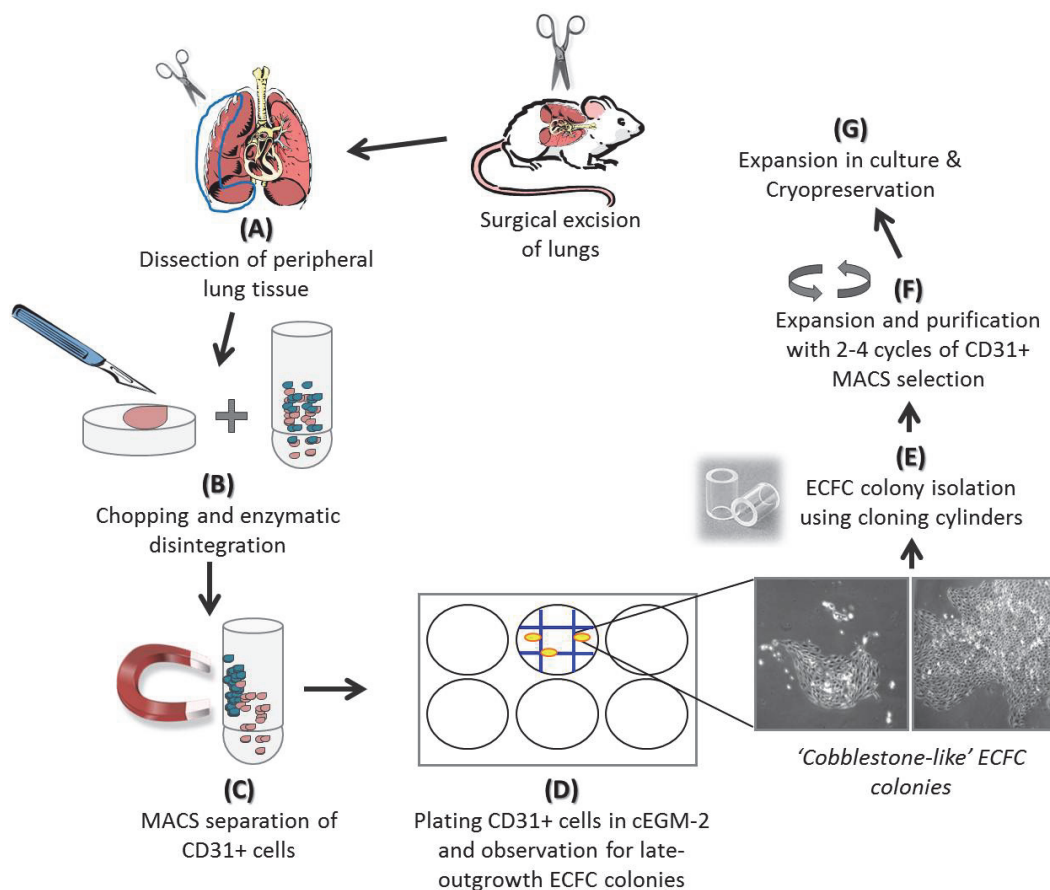 Surgical excision
of lungs
(A)
Dissection of peripheral
lung tissue
(B)
Chopping and enzymatic
disintegration
(C)
MACS separation of
CD31+ cells
(D)
Plating CD31+ cells in cEGM-2
and observation for late-
outgrowth ECFC colonies
'Cobblestone-like' ECFC
colonies
(E)
ECFC colony isolation
using cloning cylinders
(F)
Expansion and purification
with 2-4 cycles of CD31+
MACS selection
(G)
Expansion in culture &
Cryopreservation